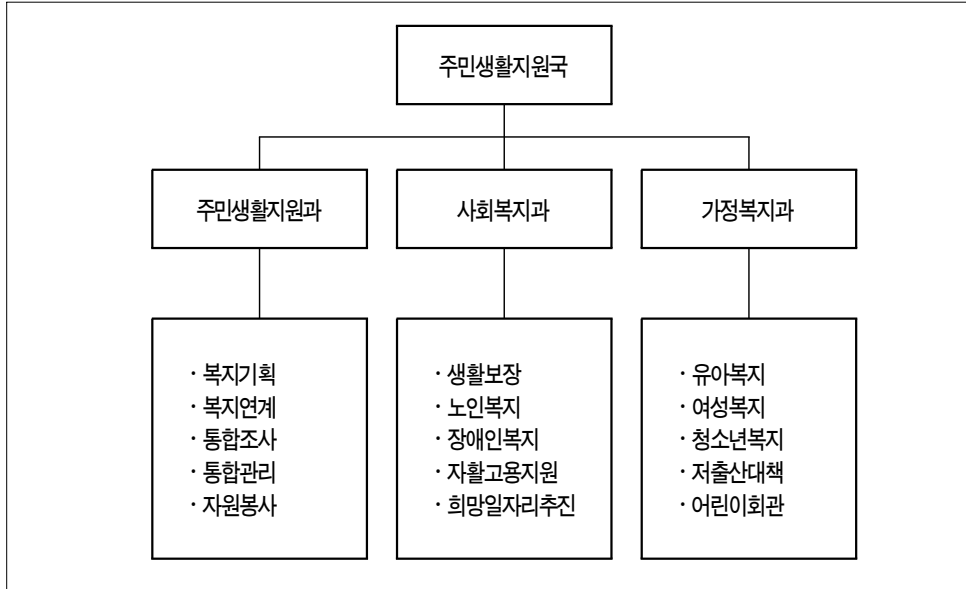 주민생활지원국
주민생활지원과
사회복지과
가정복지과
· 복지기획
· 복지연계
· 통합조사
· 통합관리
· 자원봉사
· 생활보장
· 노인복지
· 장애인복지
· 자활고용지원
· 희망일자리추진
· 유아복지
· 여성복지
· 청소년복지
· 저출산대책
· 어린이회관